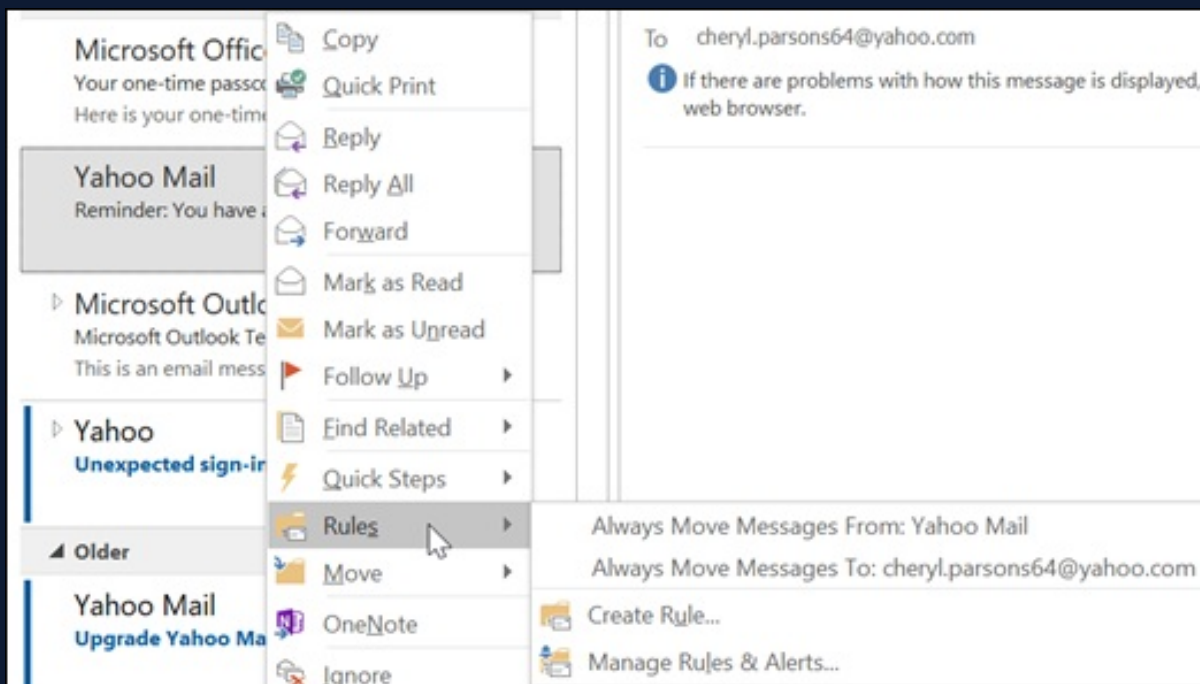 Microsoft Offic
Your one-time passco
Here is your one-time
Yahoo Mail
Reminder: You have a
Microsoft Outlo
Microsoft Outlook Te
This is an email mess
Yahoo
Unexpected sign-in
Older
Yahoo Mail
Upgrade Yahoo Ma
Copy
Quick Print
Reply
Reply All
Forward
Mark as Read
Mark as Unread
Follow Up
Find Related
Quick Steps
Rules
Move
OneNote
Ignore
Always Move Messages From: Yahoo Mail
Always Move Messages To: cheryl.parsons64@yahoo.com
Create Rule...
Manage Rules & Alerts...
To cheryl.parsons64@yahoo.com
If there are problems with how this message is displayed,
web browser.